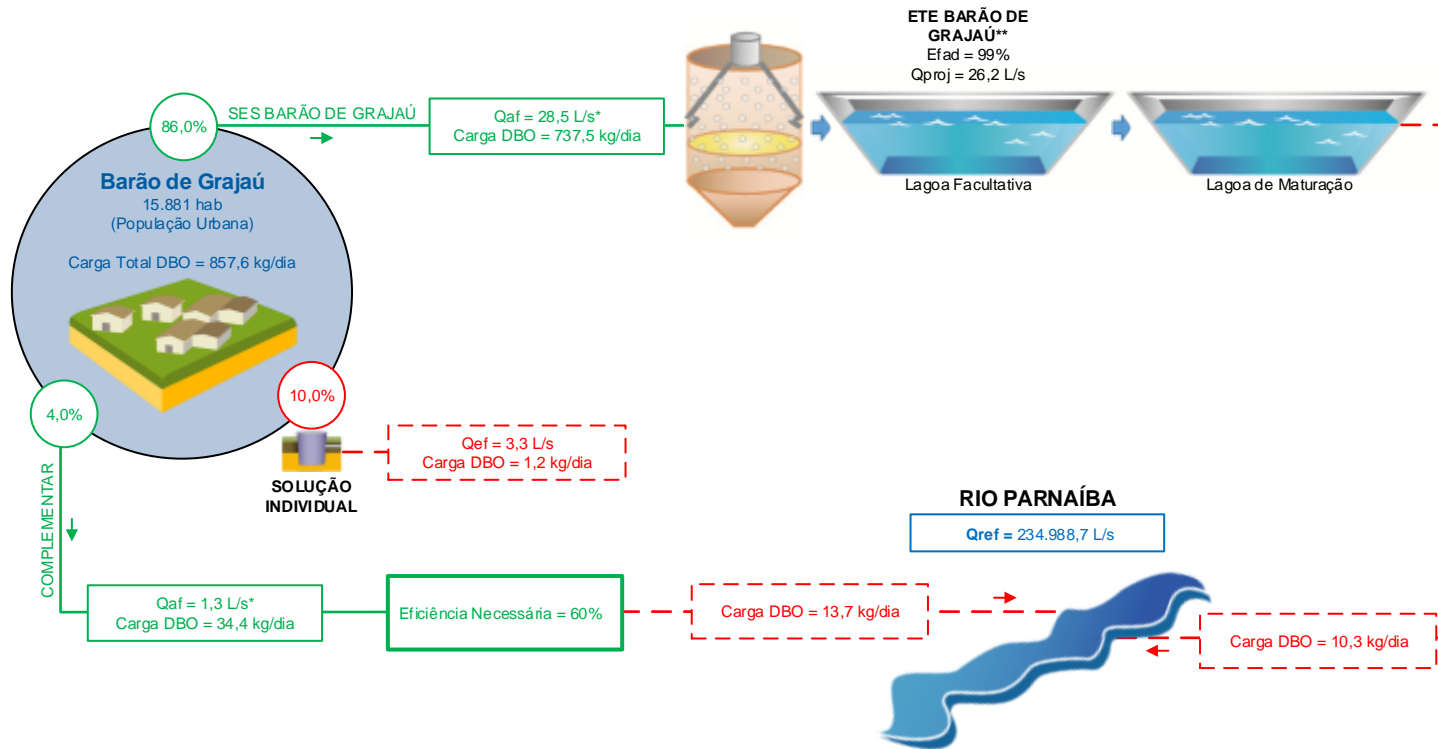 ETE BARÃO DE
GRAJAÚ**
Efad = 99%
Qproj = 26,2 L/s
86,0%
SES BARÃO DE GRAJAÚ
Qaf = 28,5 L/s*
Carga DBO = 737,5 kg/dia
Lagoa Facultativa
Lagoa de Maturação
Barão de Grajaú
15.881 hab
(População Urbana)
Carga Total DBO = 857,6 kg/dia
4,0%
10,0%
SOLUÇÃO
INDIVIDUAL
Qef = 3,3 L/s
Carga DBO = 1,2 kg/dia
COMPLEMENTAR
Qaf = 1,3 L/s*
Carga DBO = 34,4 kg/dia
Eficiência Necessária = 60%
Carga DBO = 13,7 kg/dia
RIO PARNAÍBA
Qref = 234.988,7 L/s
Carga DBO = 10,3 kg/dia